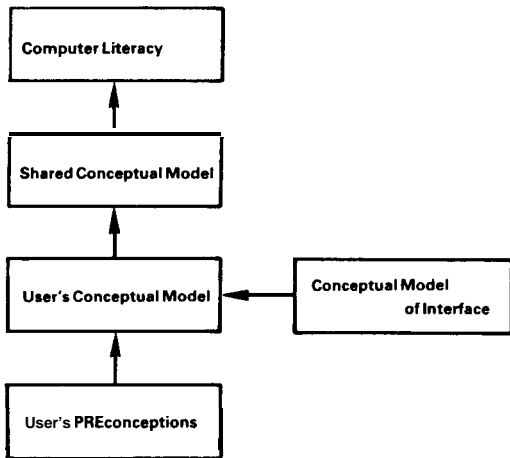 Computer Literacy
Shared Conceptual Model
User's Conceptual Model
Conceptual Model
of Interface
User's PREconceptions